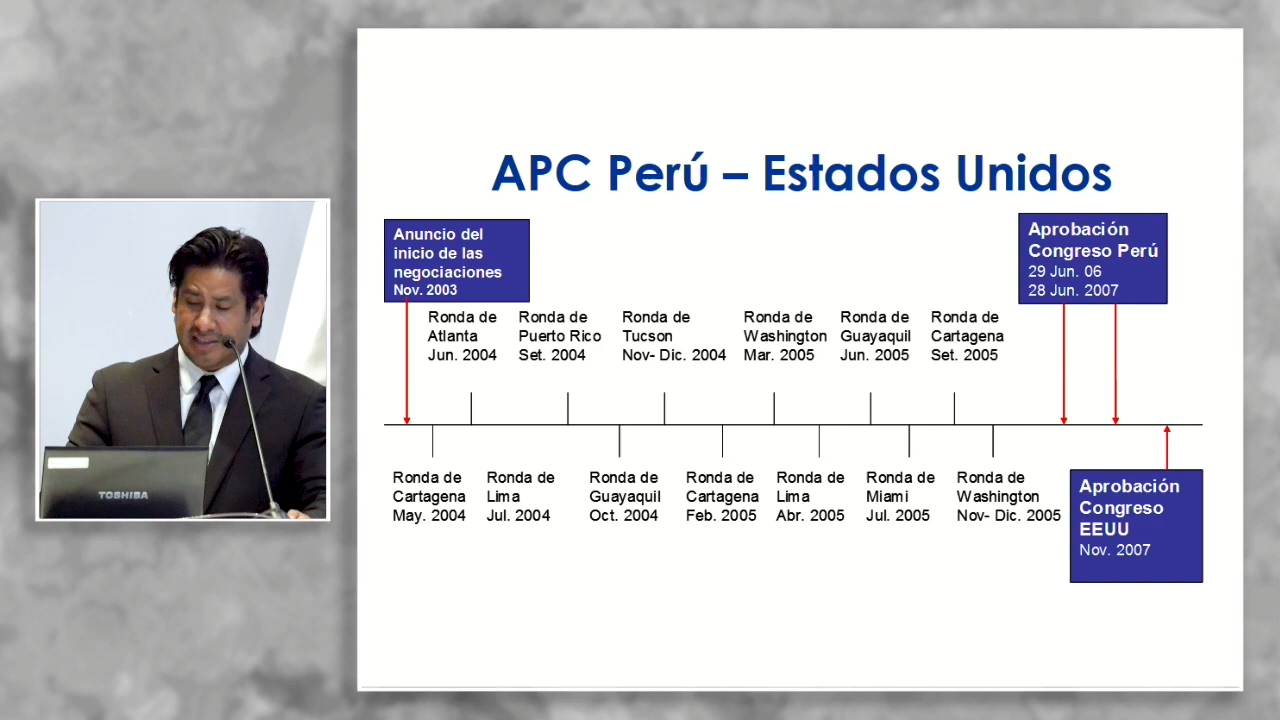 APC Perú – Estados Unidos
Anuncio del
inicio de las
negociaciones
Nov. 2003
Aprobación
Congreso Perú
29 Jun. 06
28 Jun. 2007
Ronda de
Atlanta
Jun. 2004
Ronda de
Puerto Rico
Set. 2004
Ronda de
Tucson
Nov- Dic. 2004
Ronda de
Washington
Mar. 2005
Ronda de
Guayaquil
Jun. 2005
Ronda de
Cartagena
Set. 2005
Ronda de
Cartagena
May. 2004
Ronda de
Lima
Jul. 2004
Ronda de
Guayaquil
Oct. 2004
Ronda de
Cartagena
Feb. 2005
Ronda de
Lima
Abr. 2005
Ronda de
Miami
Jul. 2005
Ronda de
Washington
Nov- Dic. 2005
Aprobación
Congreso
EEUU
Nov. 2007
TOSHIBA